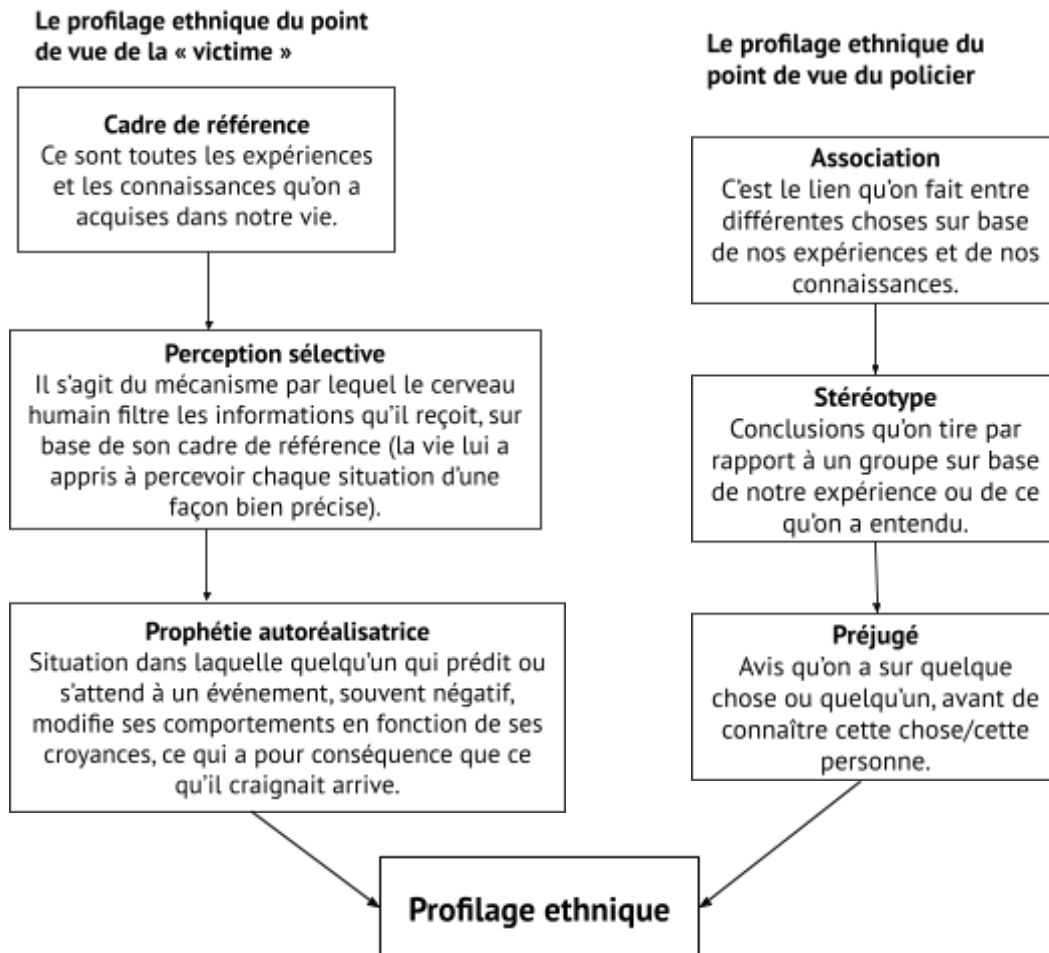 Le profilage ethnique du point
de vue de la « victime »
Cadre de référence
Ce sont toutes les expériences
et les connaissances qu'on a
acquises dans notre vie.
Perception sélective
Il s'agit du mécanisme par lequel le cerveau
humain filtre les informations qu'il reçoit, sur
base de son cadre de référence (la vie lui a
appris à percevoir chaque situation d'une
façon bien précise).
Prophétie autoréalisatrice
Situation dans laquelle quelqu'un qui prédit ou
s'attend à un événement, souvent négatif,
modifie ses comportements en fonction de ses
croyances, ce qui a pour conséquence que ce
qu'il craignait arrive.
Le profilage ethnique du
point de vue du policier
Association
C'est le lien qu'on fait entre
différentes choses sur base
de nos expériences et de nos
connaissances.
Stéréotype
Conclusions qu'on tire par
rapport à un groupe sur base
de notre expérience ou de ce
qu'on a entendu.
Préjugé
Avis qu'on a sur quelque
chose ou quelqu'un, avant de
connaître cette chose/cette
personne.
Profilage ethnique